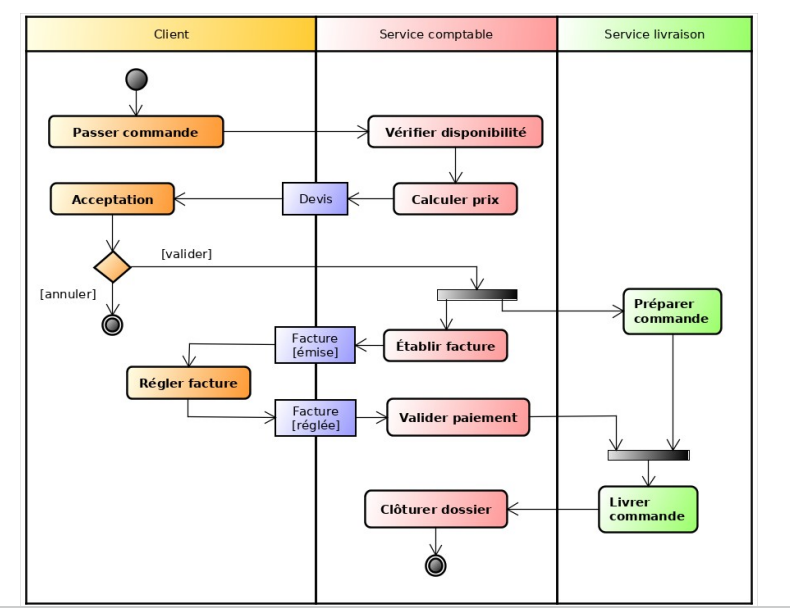 Client
Service comptable
Service livraison
Passer commande
Vérifier disponibilité
Acceptation
Devis
Calculer prix
[valider]
[annuler]
Préparer
commande
Facture
[émise]
Établir facture
Régler facture
Facture
[réglée]
Valider paiement
Clôturer dossier
Livrer
commande